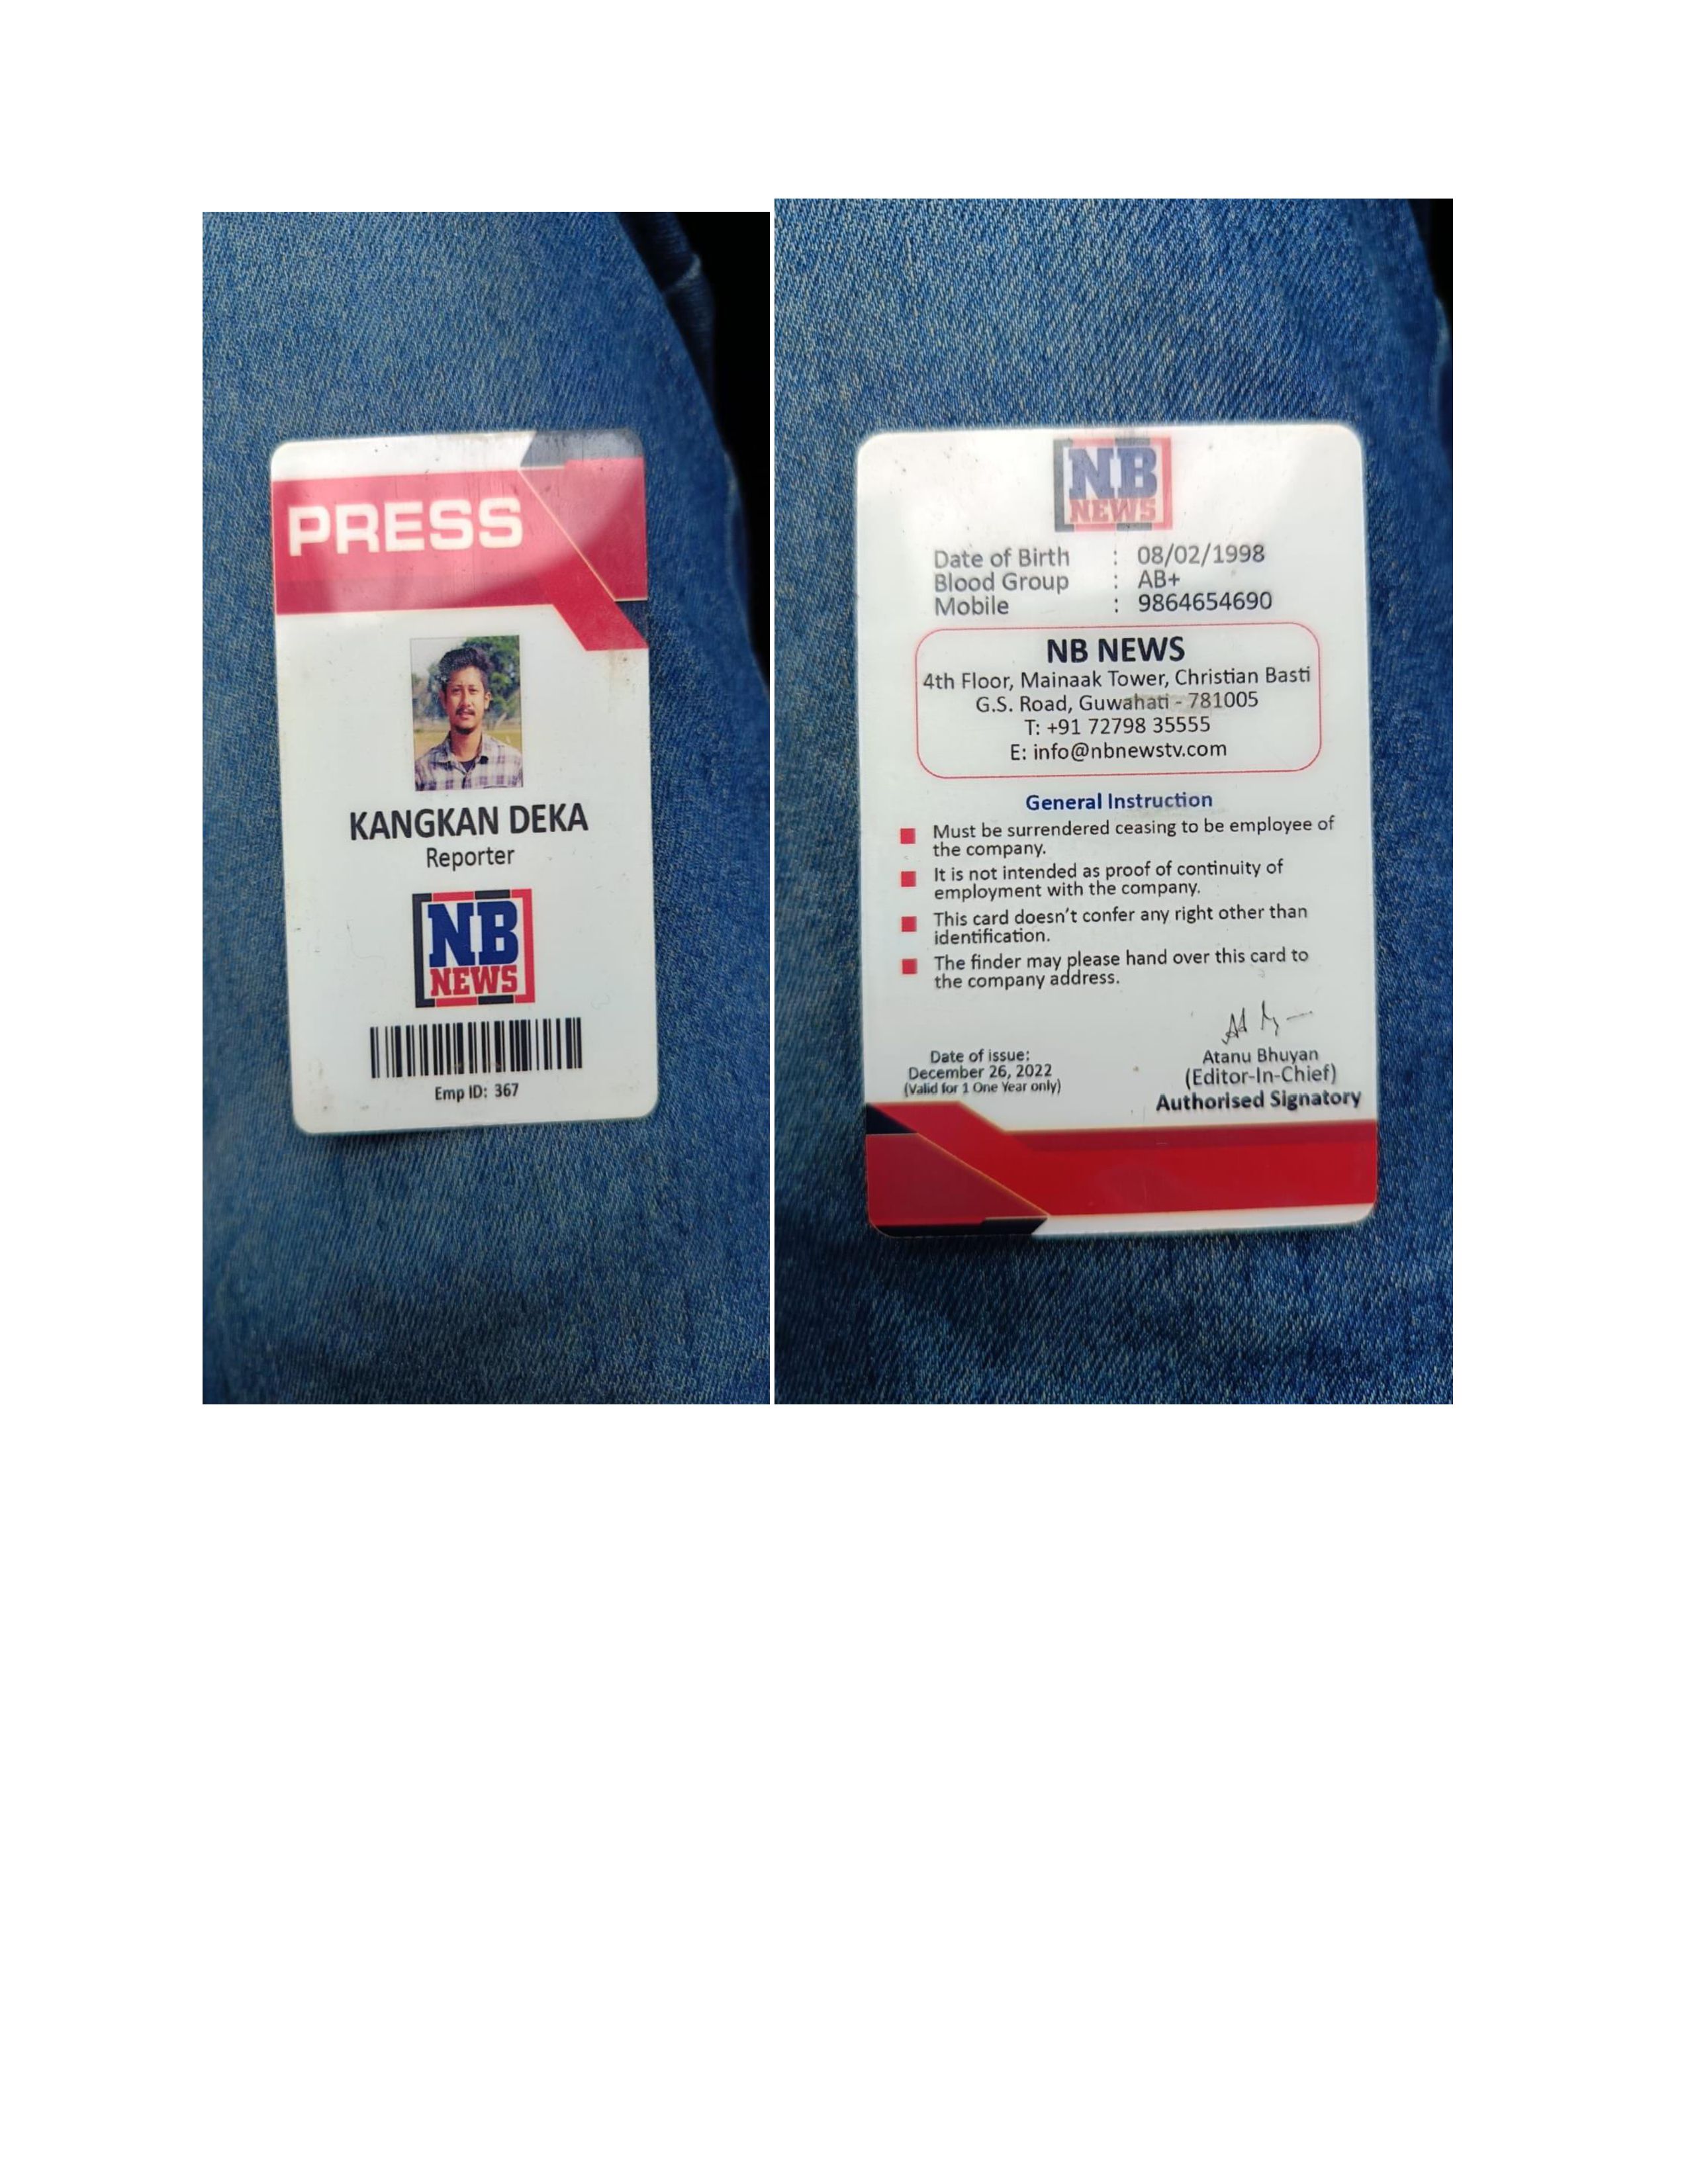 PRESS
KANGKAN DEKA
Reporter
NB
NEWS
Emp ID: 367
NB
NEWS
Date of Birth : 08/02/1998
Blood Group : AB+
Mobile : 9864654690
NB NEWS
4th Floor, Mainaak Tower, Christian Basti
G.S. Road, Guwahati - 781005
T: +91 72798 35555
E: info@nbnewstv.com
General Instruction
Must be surrendered ceasing to be employee of
the company.
It is not intended as proof of continuity of
employment with the company.
This card doesn't confer any right other than
identification.
The finder may please hand over this card to
the company address.
Date of issue:
December 26, 2022
(Valid for 1 One Year only)
Atanu Bhuyan
(Editor-In-Chief)
Authorised Signatory